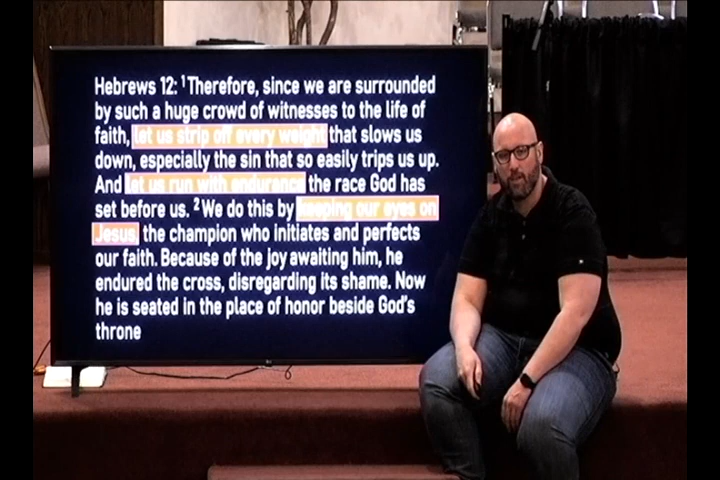 Hebrews 12: ¹Therefore, since we are surrounded
by such a huge crowd of witnesses to the life of
faith, let us strip off every weight that slows us
down, especially the sin that so easily trips us up.
And let us run with endurance the race God has
set before us. ²We do this by keeping our eyes on
Jesus, the champion who initiates and perfects
our faith. Because of the joy awaiting him, he
endured the cross, disregarding its shame. Now
he is seated in the place of honor beside God's
throne